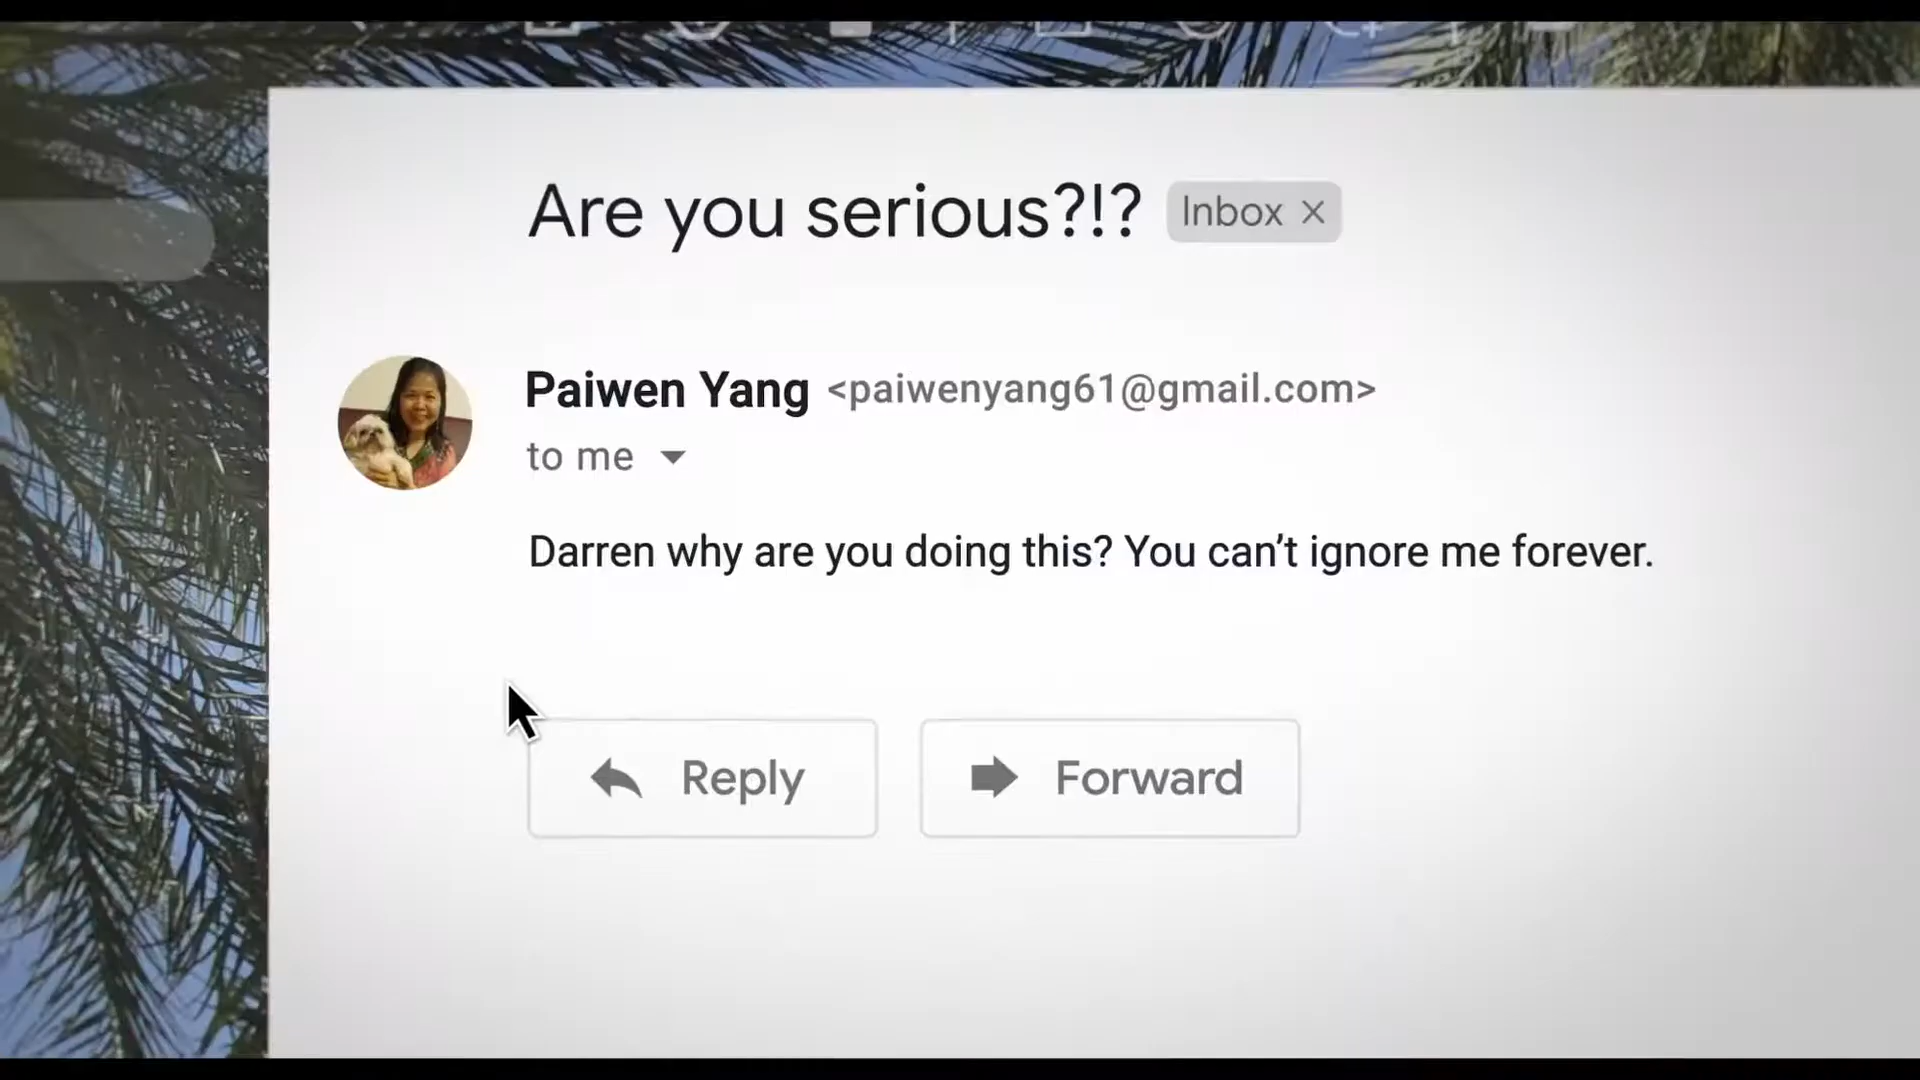 Are you serious?!? Inbox ×
Paiwen Yang <paiwenyang61@gmail.com>
to me
Darren why are you doing this? You can’t ignore me forever.
Reply Forward